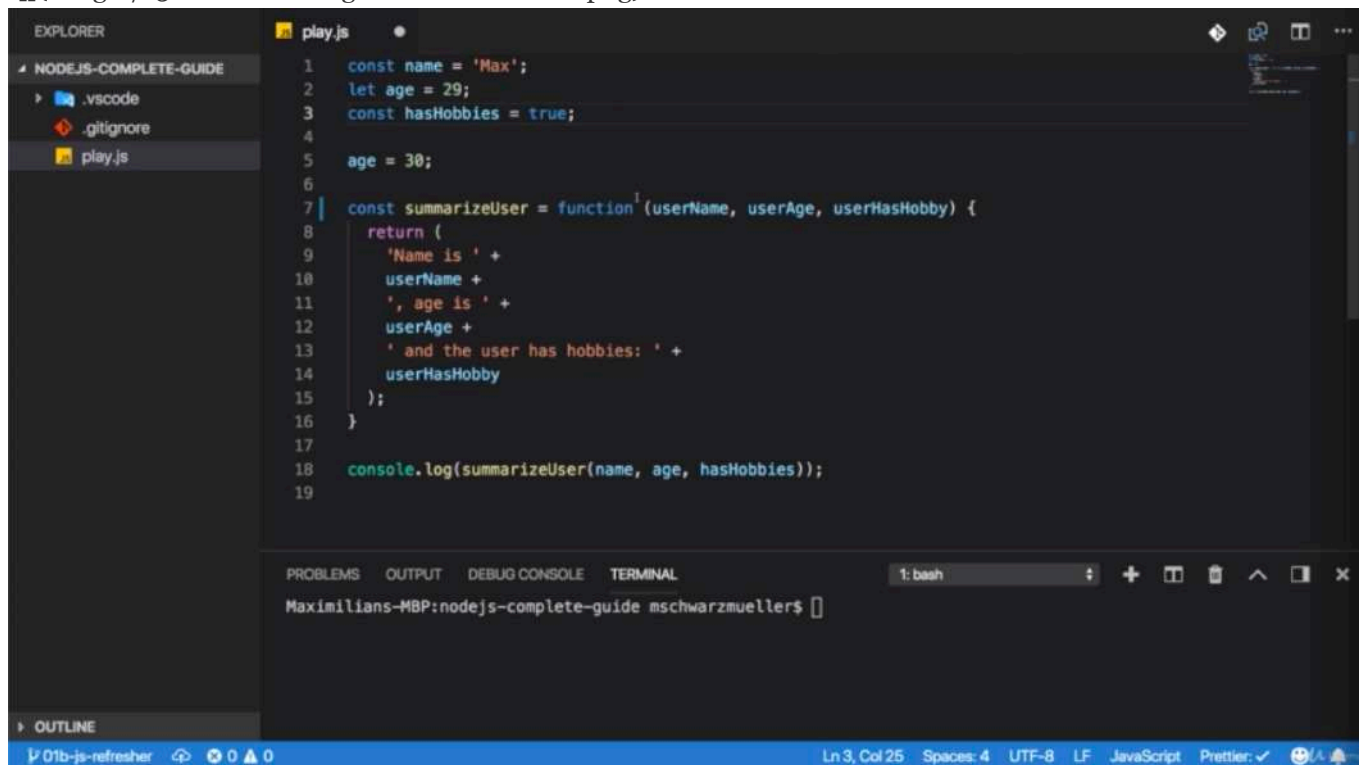 EXPLORER
NODEJS-COMPLETE-GUIDE
.vscode
.gitignore
play.js
play.js
1 const name = 'Max';
2 let age = 29;
3 const hasHobbies = true;
4
5 age = 30;
6
7 const summarizeUser = function (userName, userAge, userHasHobby) {
8 return (
9 'Name is ' +
10 userName +
11 ', age is ' +
12 userAge +
13 ' and the user has hobbies: ' +
14 userHasHobby
15 );
16 }
17
18 console.log(summarizeUser(name, age, hasHobbies));
19
PROBLEMS OUTPUT DEBUG CONSOLE TERMINAL 1: bash
Maximilians-MBP:nodejs-complete-guide mschwarzmueller$
OUTLINE
01b-js-refresher 0 0 Ln 3, Col 25 Spaces: 4 UTF-8 LF JavaScript Prettier: ✓